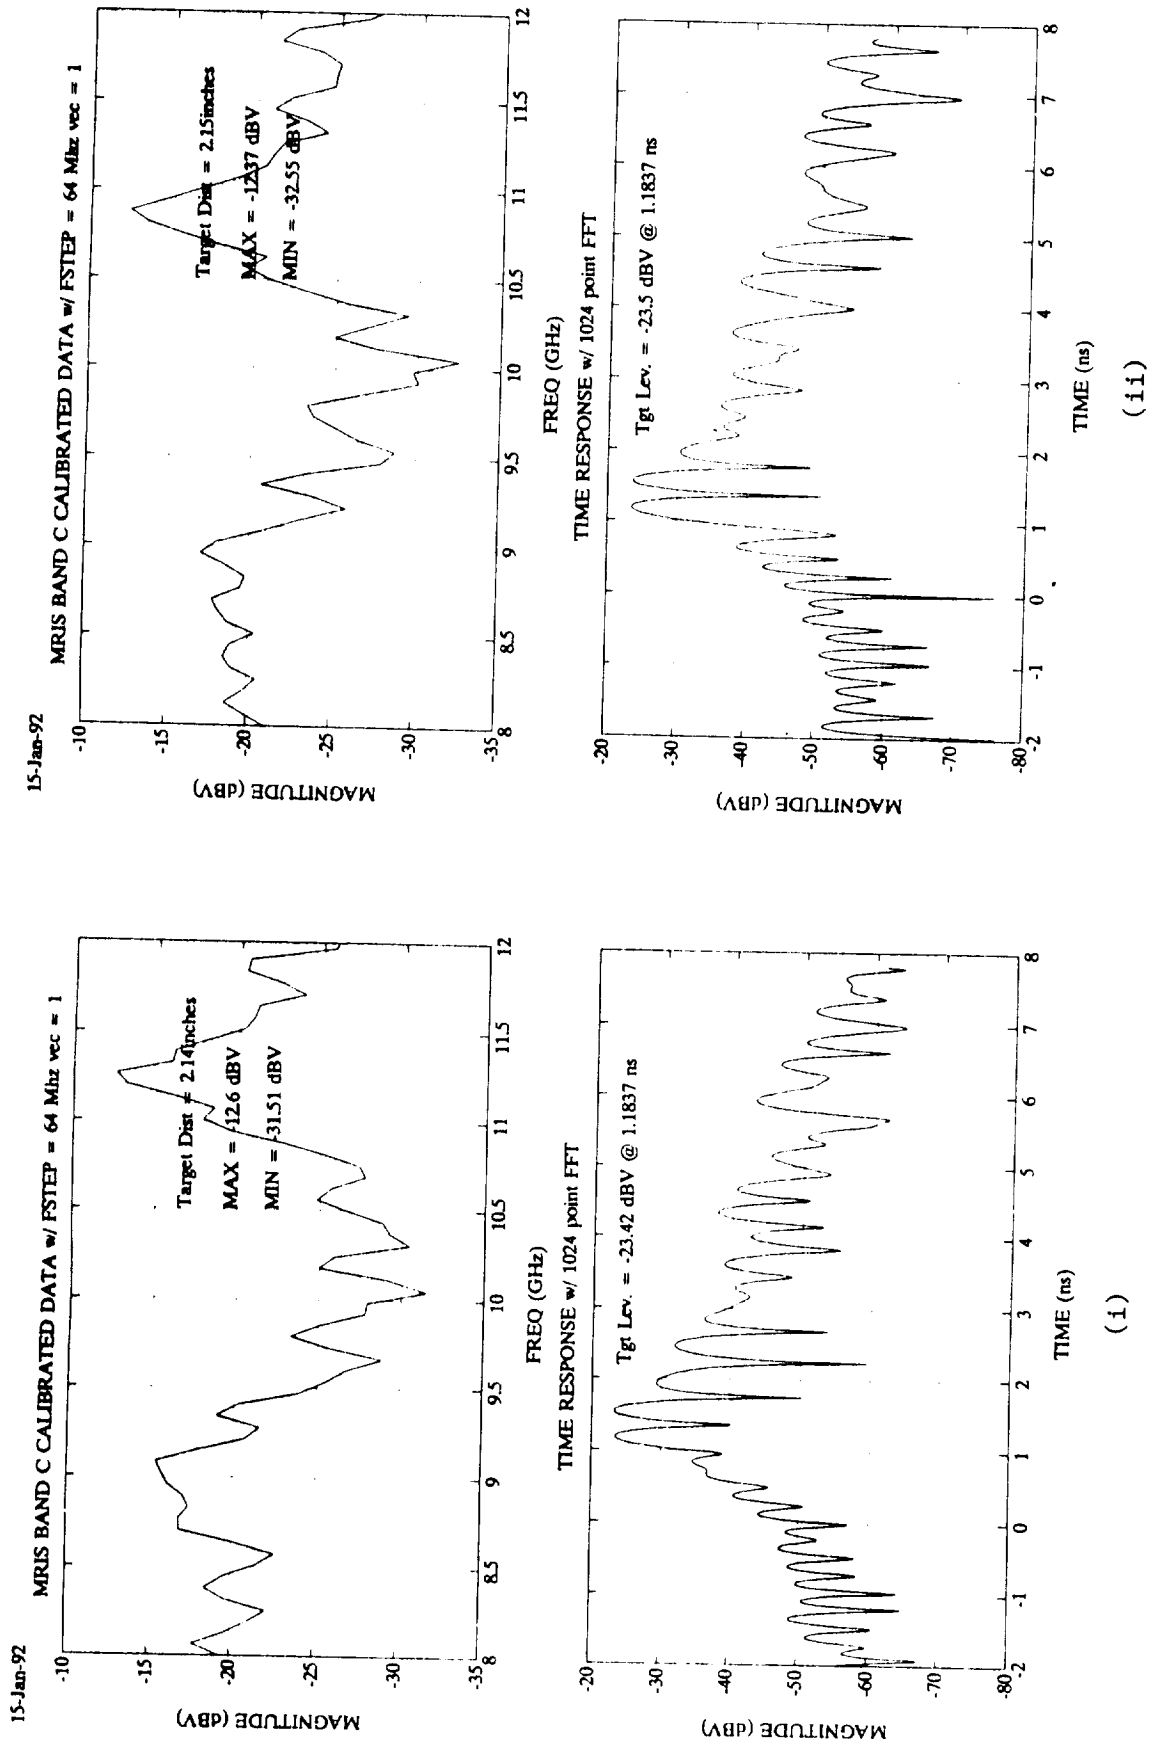 15-Jan-92
MRIS BAND C CALIBRATED DATA w/ FSTEP = 64 Mhz vec = 1
-10
-15
-20
-25
-30
-35
MAGNITUDE (dBV)
Target Dist = 2.14inches
MAX = -12.6 dBV
MIN = -31.51 dBV
8
8.5
9
9.5
10
10.5
11
11.5
12
FREQ (GHz)
TIME RESPONSE w/ 1024 point FFT
-20
-30
-40
-50
-60
-70
-80
MAGNITUDE (dBV)
Tgt Lev. = -23.42 dBV @ 1.1837 ns
-2
-1
0
1
2
3
4
5
6
7
8
TIME (ns)
(i)
15-Jan-92
MRIS BAND C CALIBRATED DATA w/ FSTEP = 64 Mhz vec = 1
-10
-15
-20
-25
-30
-35
MAGNITUDE (dBV)
Target Dist = 2.15inches
MAX = -12.37 dBV
MIN = -32.55 dBV
8
8.5
9
9.5
10
10.5
11
11.5
12
FREQ (GHz)
TIME RESPONSE w/ 1024 point FFT
-20
-30
-40
-50
-60
-70
-80
MAGNITUDE (dBV)
Tgt Lev. = -23.5 dBV @ 1.1837 ns
-2
-1
0
1
2
3
4
5
6
7
8
TIME (ns)
(ii)